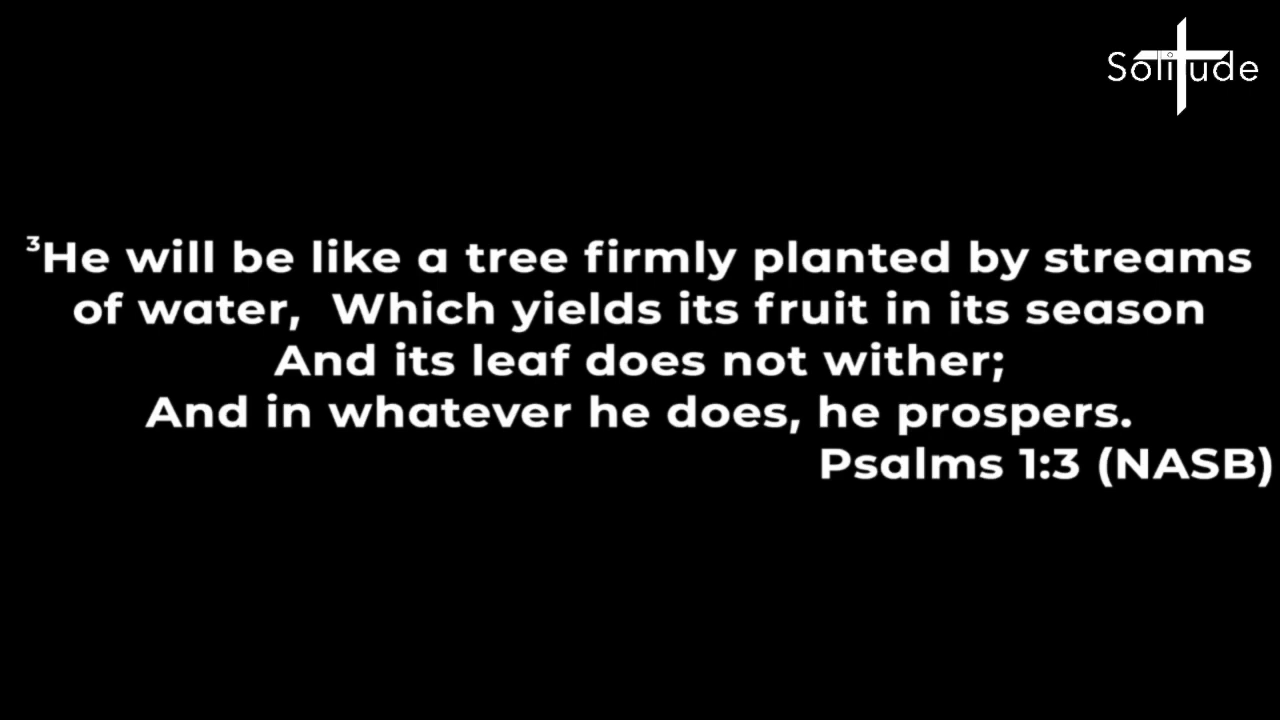 Solitude
³He will be like a tree firmly planted by streams
of water,  Which yields its fruit in its season
And its leaf does not wither;
And in whatever he does, he prospers.
Psalms 1:3 (NASB)